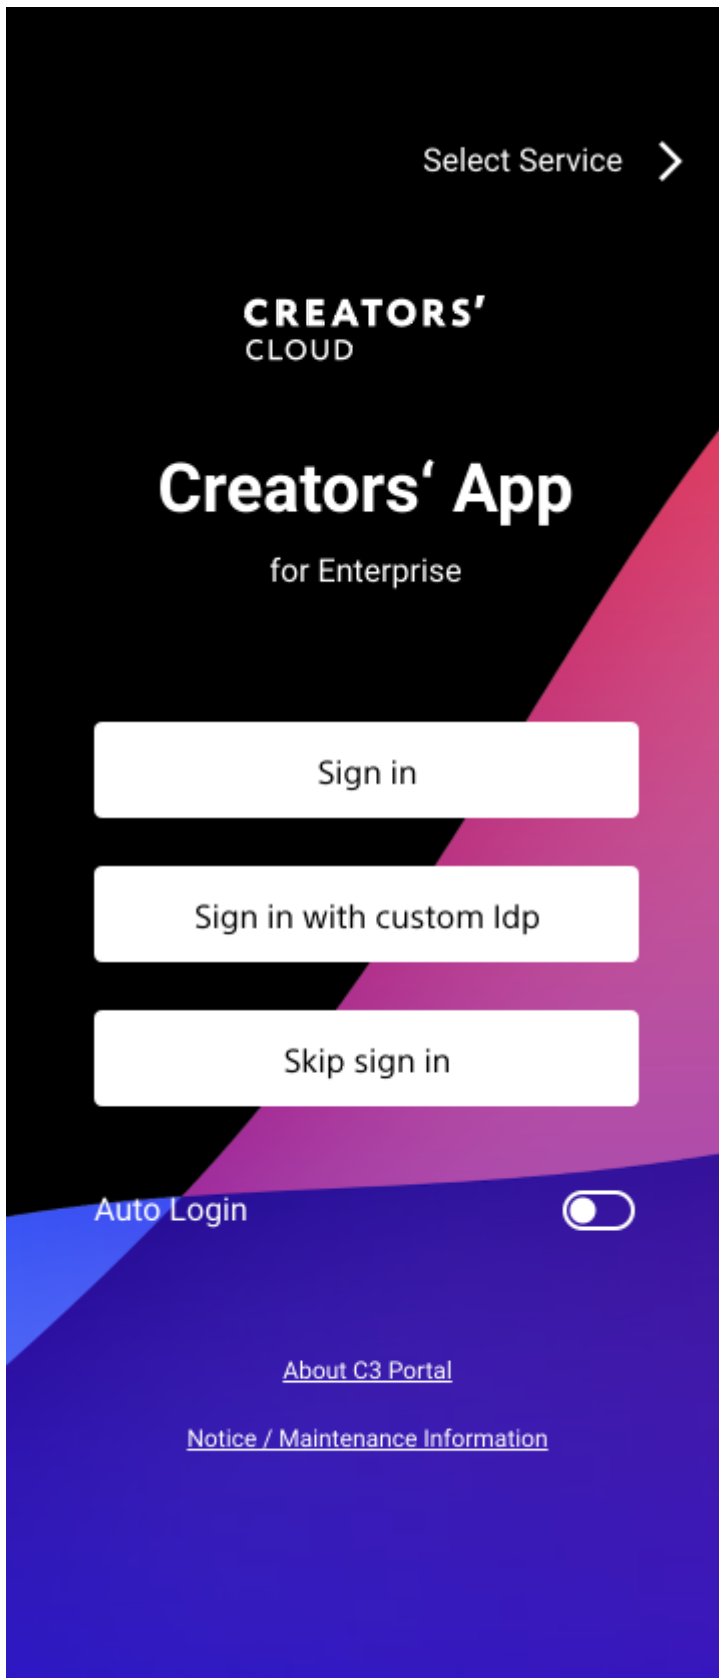 Select Service
CREATORS’
CLOUD
Creators‘ App
for Enterprise
Sign in
Sign in with custom Idp
Skip sign in
Auto Login
About C3 Portal
Notice / Maintenance Information